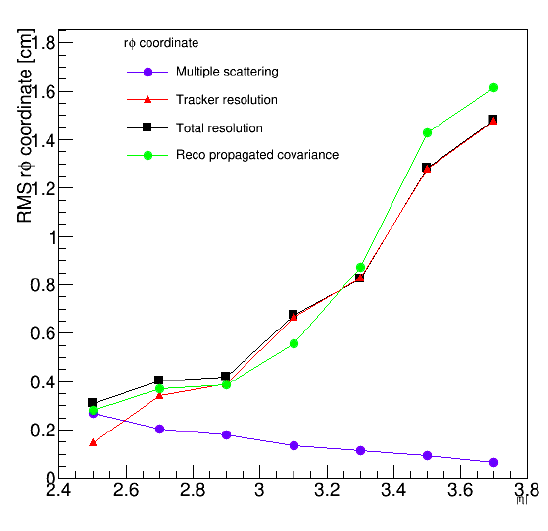 rϕ coordinate
Multiple scattering
Tracker resolution
Total resolution
Reco propagated covariance
RMS rϕ coordinate [cm]
1.8
1.6
1.4
1.2
1
0.8
0.6
0.4
0.2
0
2.4 2.6 2.8 3 3.2 3.4 3.6 3.8
|η|